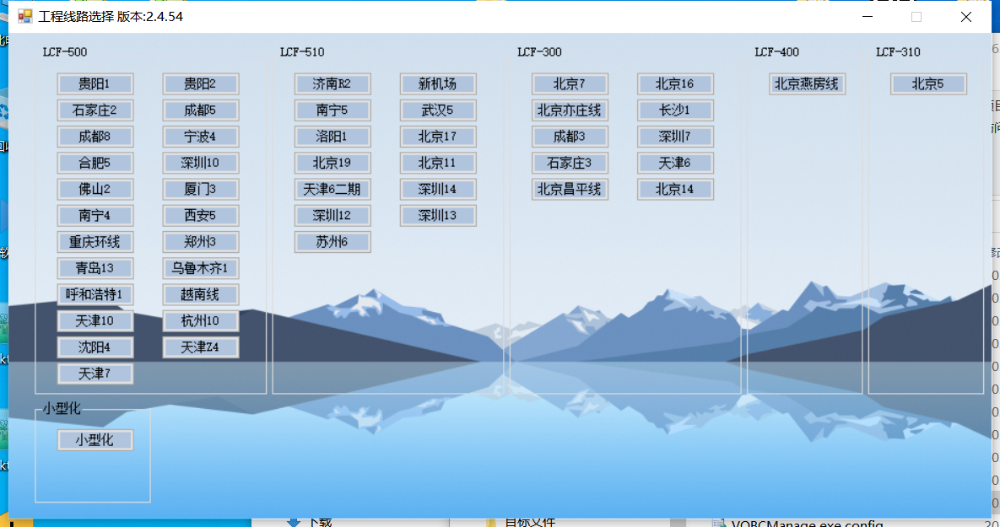 工程线路选择 版本:2.4.54
LCF-500
贵阳1 贵阳2
石家庄2 成都5
成都8 宁波4
合肥5 深圳10
佛山2 厦门3
南宁4 西安5
重庆环线 郑州3
青岛13 乌鲁木齐1
呼和浩特1 越南线
天津10 杭州10
沈阳4 天津Z4
天津7
LCF-510
济南R2 新机场
南宁5 武汉5
洛阳1 北京17
北京19 北京11
天津6二期 深圳14
深圳12 深圳13
苏州6
LCF-300
北京7 北京16
北京亦庄线 长沙1
成都3 深圳7
石家庄3 天津6
北京昌平线 北京14
LCF-400
北京燕房线
LCF-310
北京5
小型化
小型化
下载
目标文件
VOBCManage.exe.config